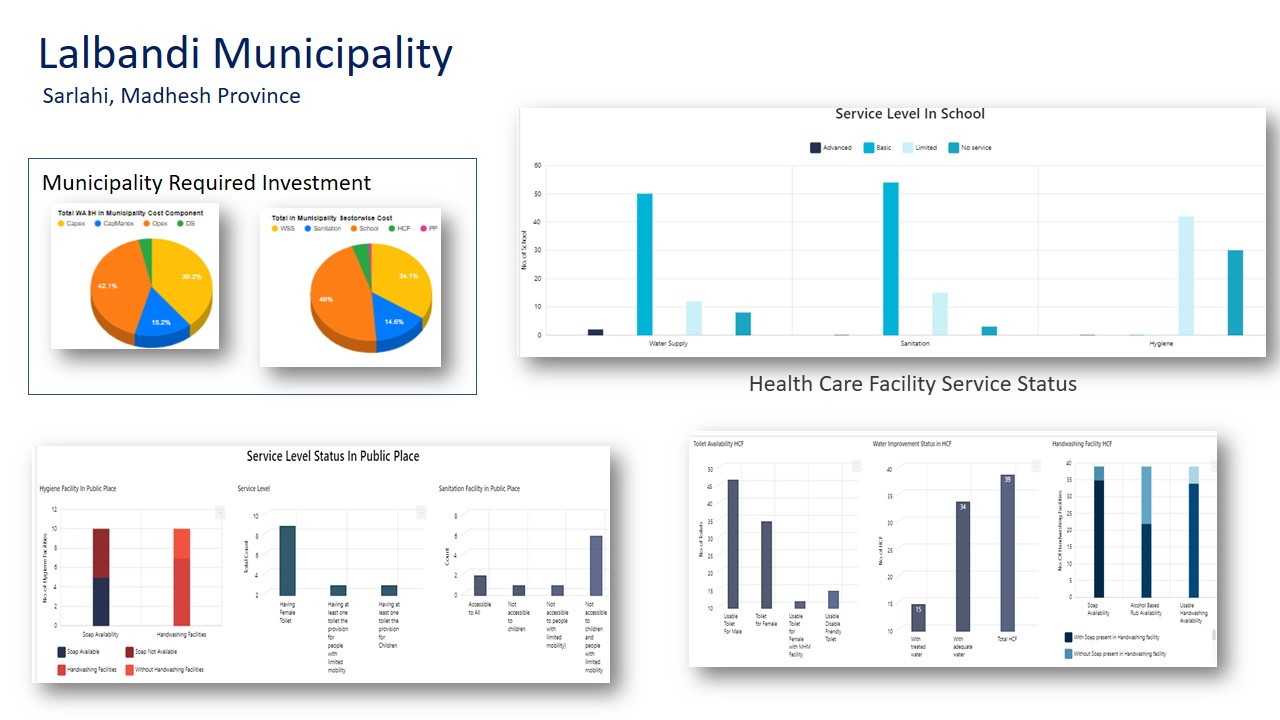 Lalbandi Municipality
Sarlahi, Madhesh Province
Municipality Required Investment
Total WASH in Municipality Cost Component
Capex CapManex Opex DS
42.1%
15.2%
Total in Municipality Sectorwise Cost
WSS Sanitation School HCF PP
34.1%
46%
14.6%
Service Level In School
Advanced Basic Limited No service
No. of School
60
50
40
30
20
10
0
Water Supply Sanitation Hygiene
Health Care Facility Service Status
Service Level Status In Public Place
Hygiene Facility In Public Place
No. of Hygiene Facilities
12
10
8
6
4
2
0
Soap Availability Handwashing Facilities
Soap Available Soap Not Available
Handwashing Facilities Without Handwashing Facilities
Service Level
Total Count
10
8
6
4
2
Having
Female
Toilet
Having at
least one
toilet the
provision
for
people
with
limited
mobility
Having at
least one
toilet the
provision
for
Children
Sanitation Facility in Public Place
Count
8
6
4
2
0
Accessible
to All
Not
accessible
to
children
Not
accessible
to people
with
limited
mobility)
Not
accessible
to
children
and
people
with
limited
mobility
Toilet Availability HCF
No. of Toilets
50
45
40
35
30
25
20
15
10
Usable
Toilet
For Male
Toilet
for Female
Usable
Toilet
for
Female
with MHM
Facility
Usable
Disable
Friendly
Toilet
Water Improvement Status in HCF
No. of HCF
40
35
30
25
20
15
10
15
34
39
With
treated
water
With
adequate
water
Total HCF
Handwashing Facility HCF
No. Of Handwashing Facilities
40
35
30
25
20
15
10
5
0
Soap
Availability
Alcohol Based
Rub Availability
Usable
Handwashing
Availability
With Soap present in Handwashing facility
Without Soap present in Handwashing facility